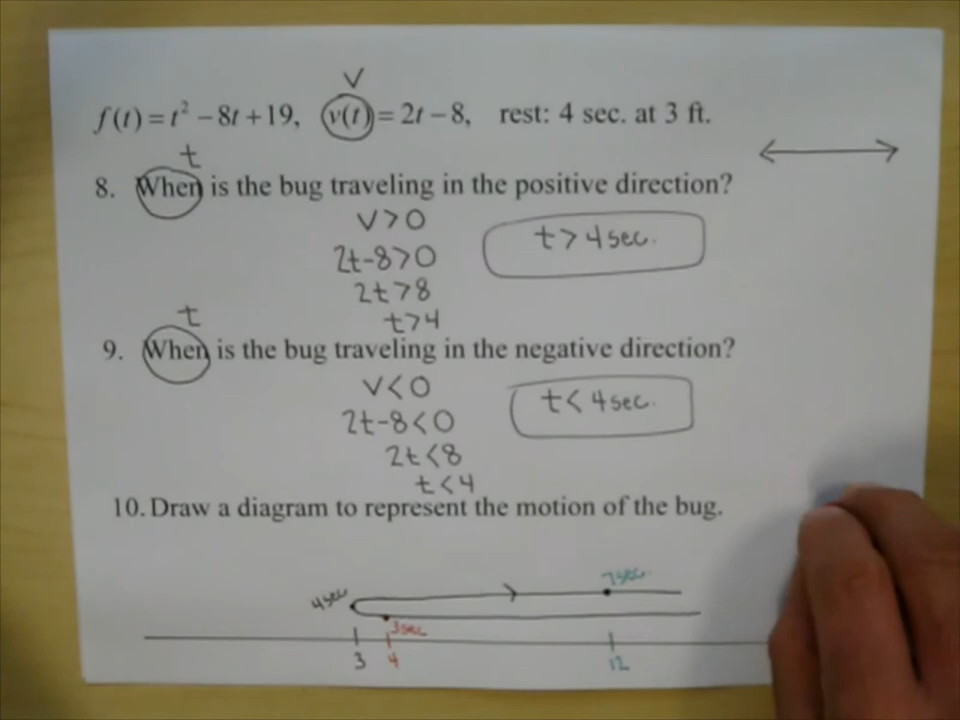 v
f(t) = t² − 8t + 19, v(t) = 2t − 8, rest: 4 sec. at 3 ft.
t
8. When is the bug traveling in the positive direction?
v>0
2t-8>0
t>4sec.
2t>8
t>4
t
9. When is the bug traveling in the negative direction?
v<0
2t-8<0
t<4sec.
2t<8
t<4
10. Draw a diagram to represent the motion of the bug.
4sec 7sec.
3sec
3 4 12